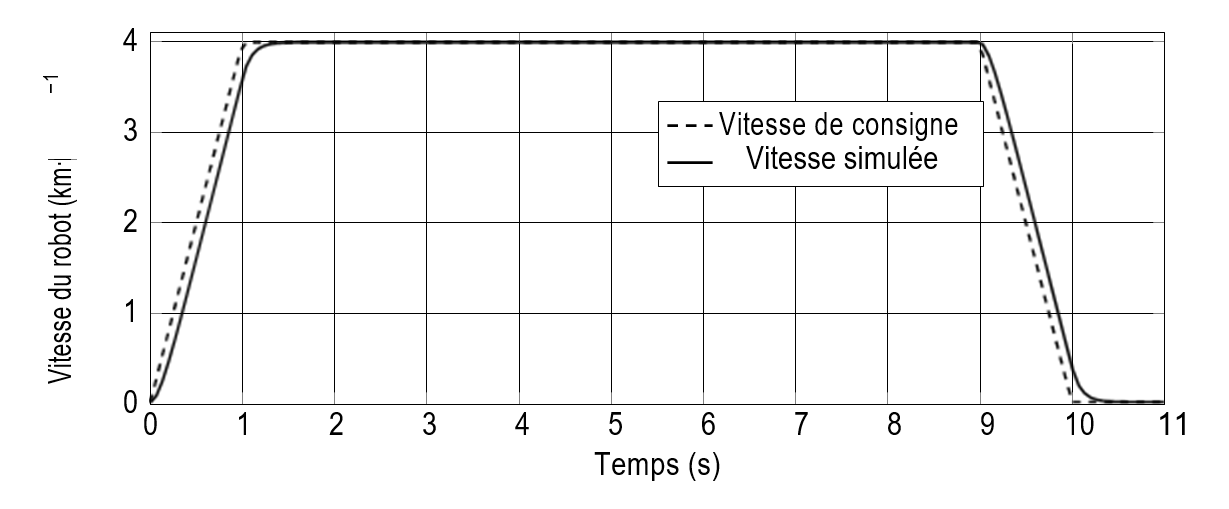 4
3
2
1
0
Vitesse du robot (km·
−1
Vitesse de consigne
Vitesse simulée
0 1 2 3 4 5 6 7 8 9 10 11
Temps (s)